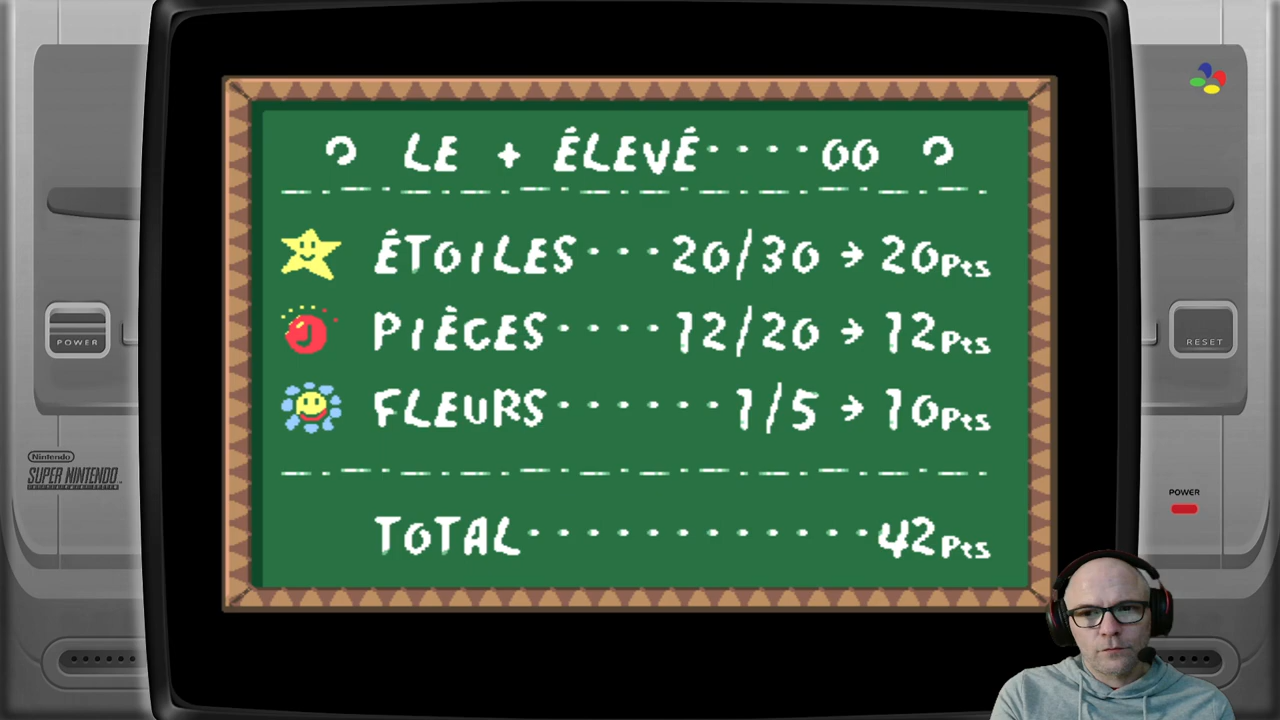 LE + ÉLEVÉ････00
ÉTOILES･･･20/30→20Pts
PIÈCES････12/20→12Pts
FLEURS･･････1/5→10Pts
TOTAL････････････42Pts
POWER
RESET
Nintendo
SUPER NINTENDO
POWER